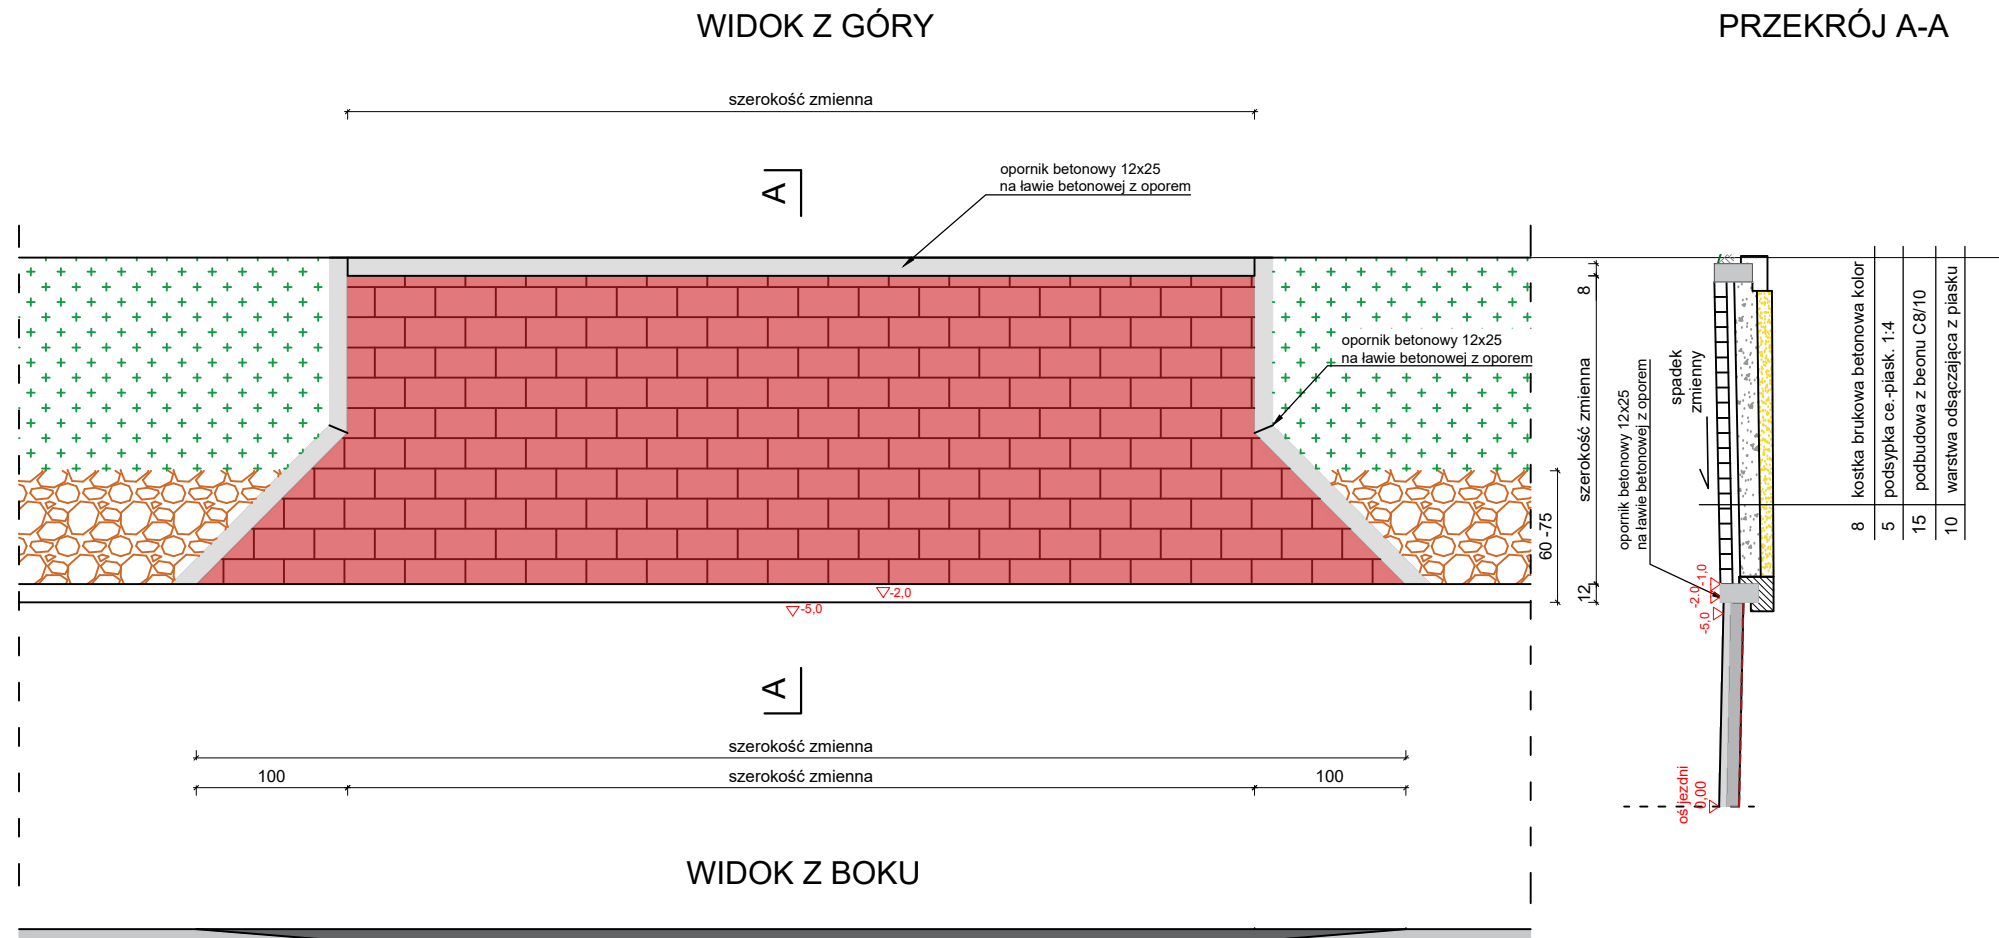 WIDOK Z GÓRY
PRZEKRÓJ A-A
szerokość zmienna
A
opornik betonowy 12x25
na ławie betonowej z oporem
opornik betonowy 12x25
na ławie betonowej z oporem
-2,0
-5,0
A
szerokość zmienna
100
szerokość zmienna
100
60 -75
8
szerokość zmienna
12
opornik betonowy 12x25
na ławie betonowej z oporem
spadek
zmienny
-1,0
-2.0
-5,0
oś jezdni
0,00
8 kostka brukowa betonowa kolor
5 podsypka ce.-piask. 1:4
15 podbudowa z beonu C8/10
10 warstwa odsączająca z piasku
WIDOK Z BOKU